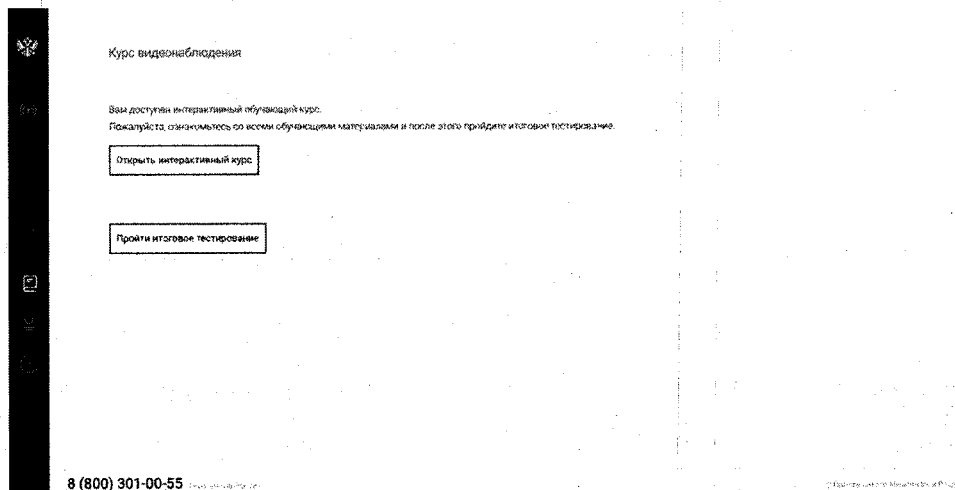 Курс видеонаблюдения
Вам доступен интерактивный обучающий курс.
Пожалуйста, ознакомьтесь со всеми обучающими материалами и после этого пройдите итоговое тестирование.
Открыть интерактивный курс
Пройти итоговое тестирование
8 (800) 301-00-55